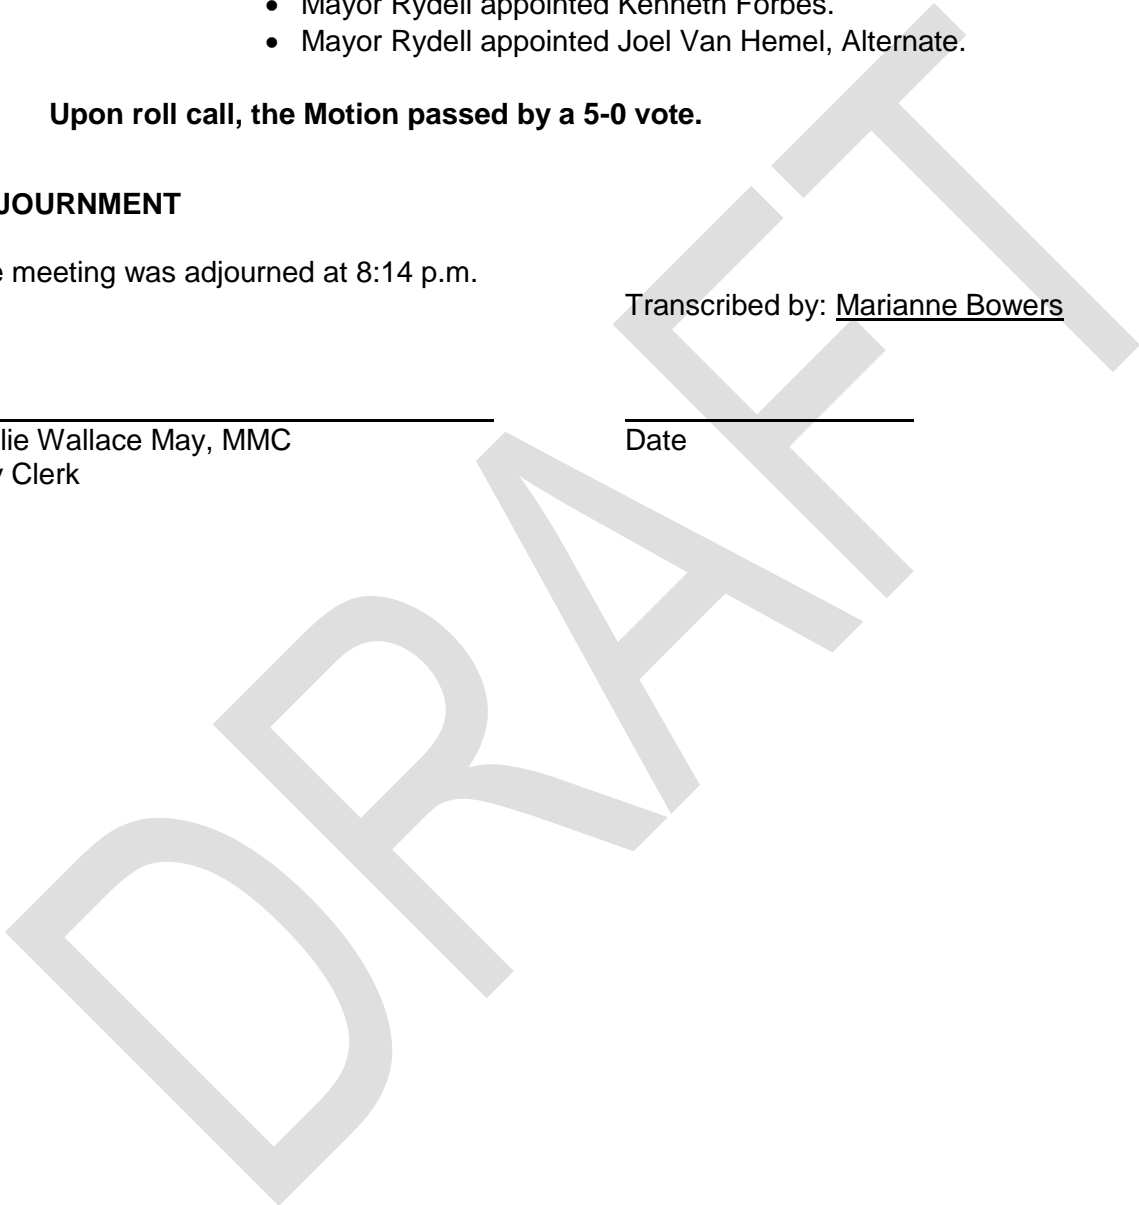 • Mayor Rydell appointed Kenneth Forbes.
• Mayor Rydell appointed Joel Van Hemel, Alternate.
Upon roll call, the Motion passed by a 5-0 vote.
JOURNMENT
meeting was adjourned at 8:14 p.m.
Transcribed by: Marianne Bowers
lie Wallace May, MMC
Date
Clerk
DRAFT